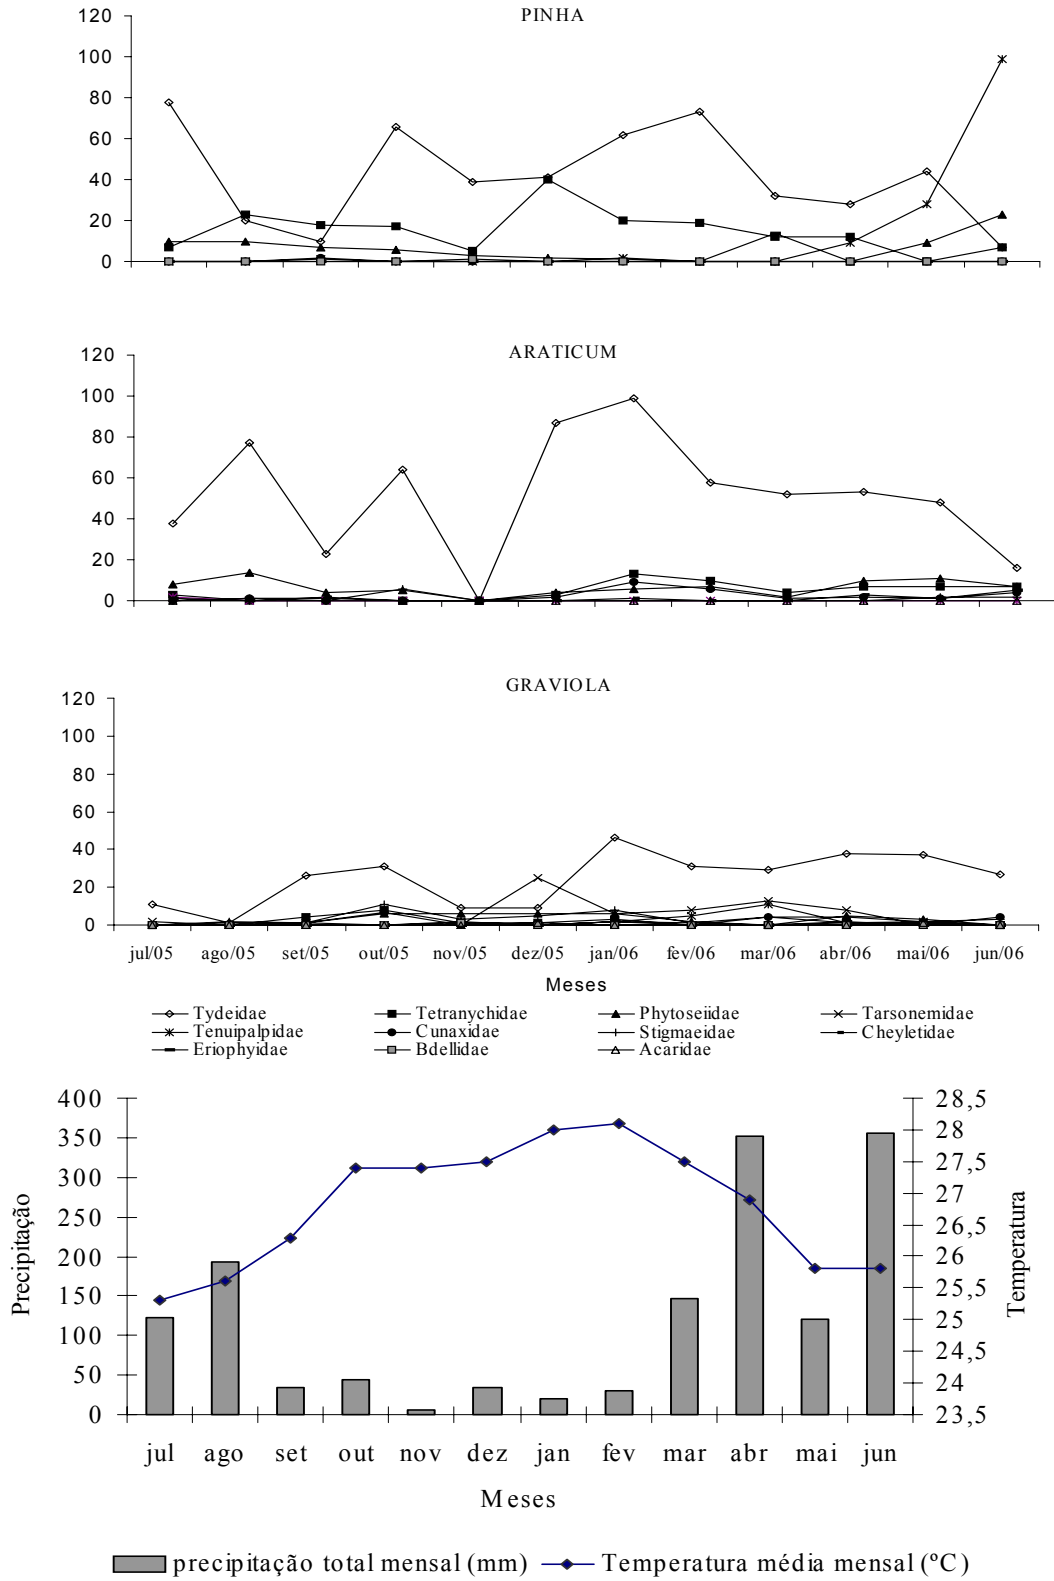 PINHA
120
100
80
60
40
20
0
ARATICUM
120
100
80
60
40
20
0
GRAVIOLA
120
100
80
60
40
20
0
jul/05 ago/05 set/05 out/05 nov/05 dez/05 jan/06 fev/06 mar/06 abr/06 mai/06 jun/06
Meses
Tydeidae Tetranychidae Phytoseiidae Tarsonemidae
Tenuipalpidae Cunaxidae Stigmaeidae Cheyletidae
Eriophyidae Bdellidae Acaridae
400 28,5
350 28
300 27,5
250 27
200 26,5
150 26
100 25,5
50 25
0 24,5
24
23,5
Precipitação
Temperatura
jul ago set out nov dez jan fev mar abr mai jun
Meses
precipitação total mensal (mm) Temperatura média mensal (ºC)